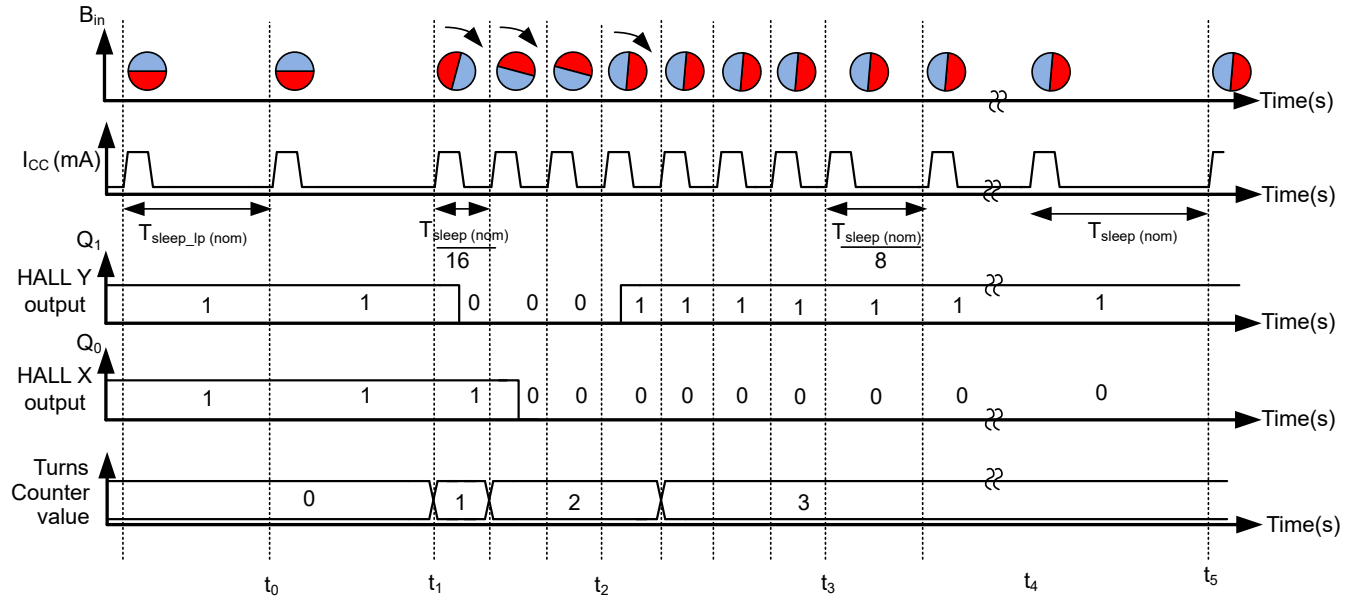 B_in
Time(s)
I_CC (mA)
Time(s)
T_sleep_lp (nom)
T_sleep (nom)
16
T_sleep (nom)
8
T_sleep (nom)
Q_1
HALL Y
output
1 1 0 0 0 1 1 1 1 1 1 1
Time(s)
Q_0
HALL X
output
1 1 1 0 0 0 0 0 0 0 0 0
Time(s)
Turns
Counter
value
0 1 2 3
Time(s)
t_0 t_1 t_2 t_3 t_4 t_5